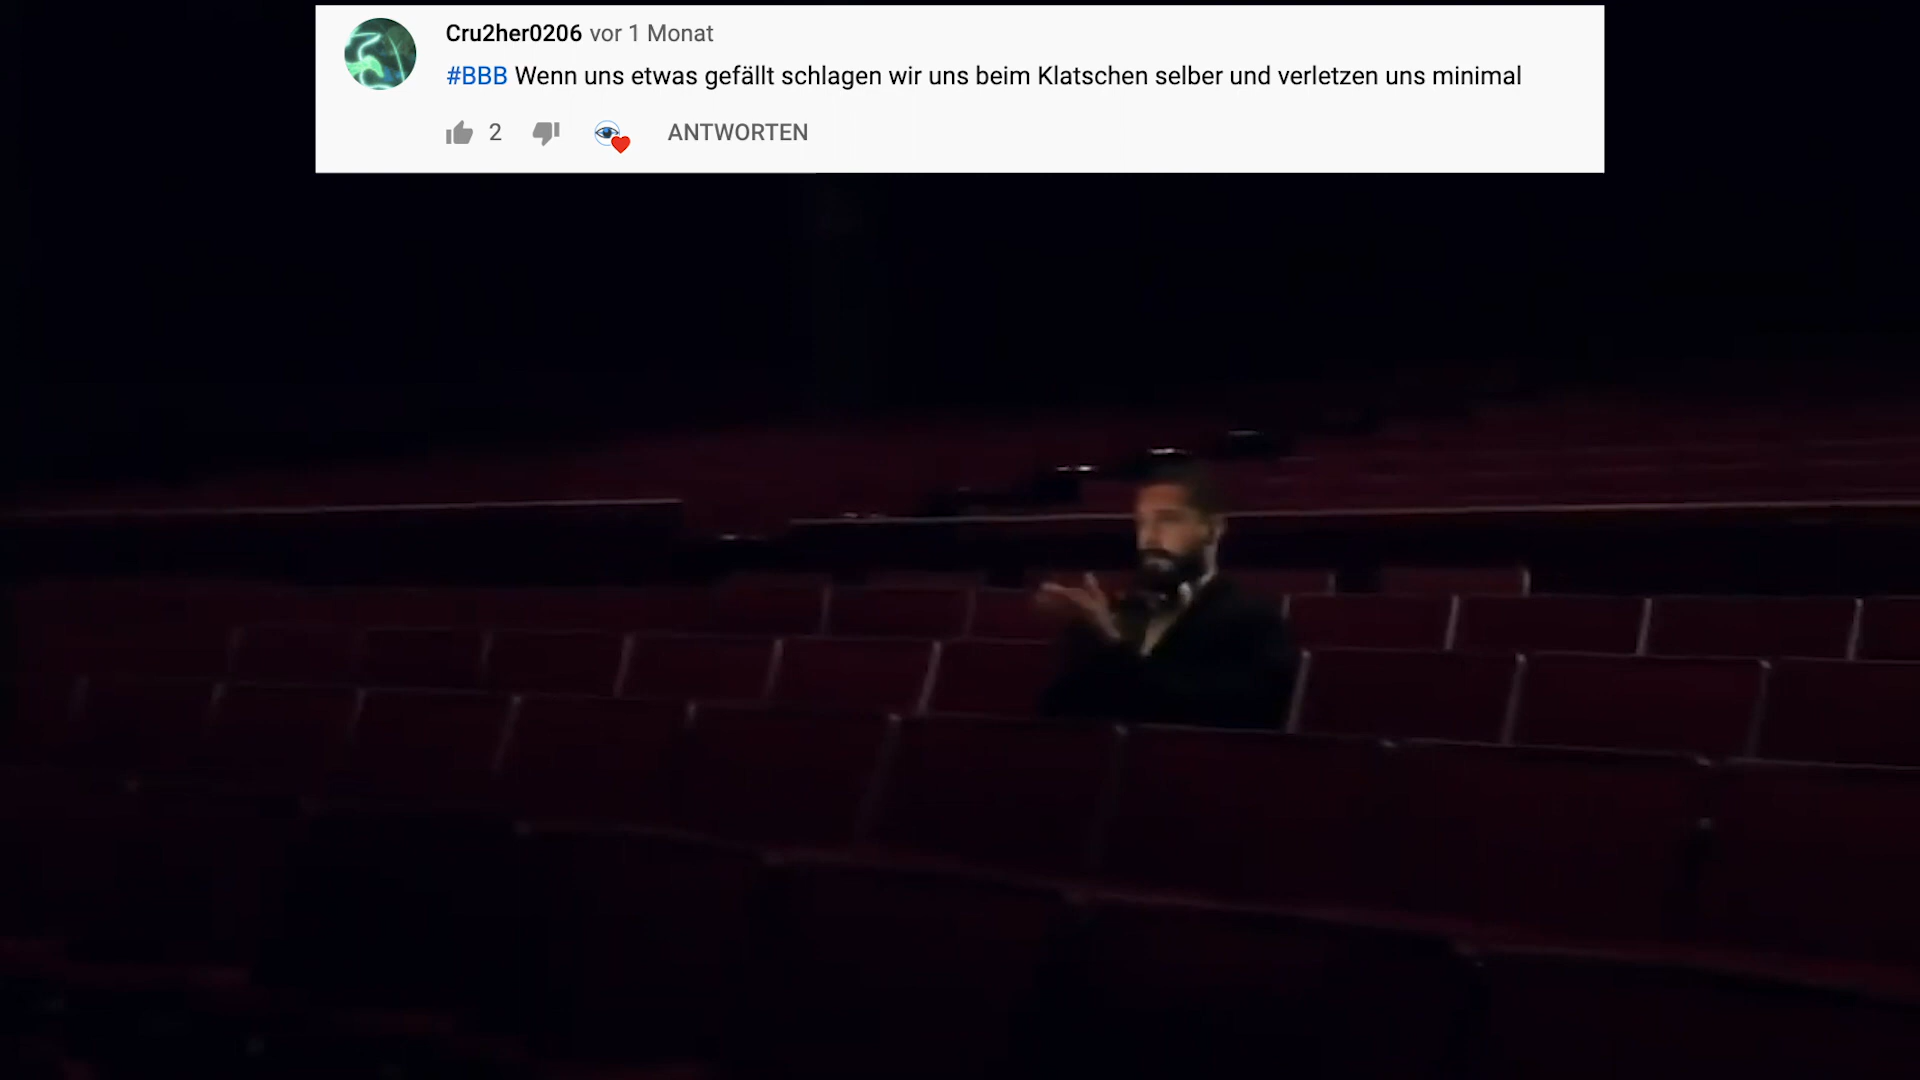 Cru2her0206 vor 1 Monat
#BBB Wenn uns etwas gefällt schlagen wir uns beim Klatschen selber und verletzen uns minimal
2 ANTWORTEN